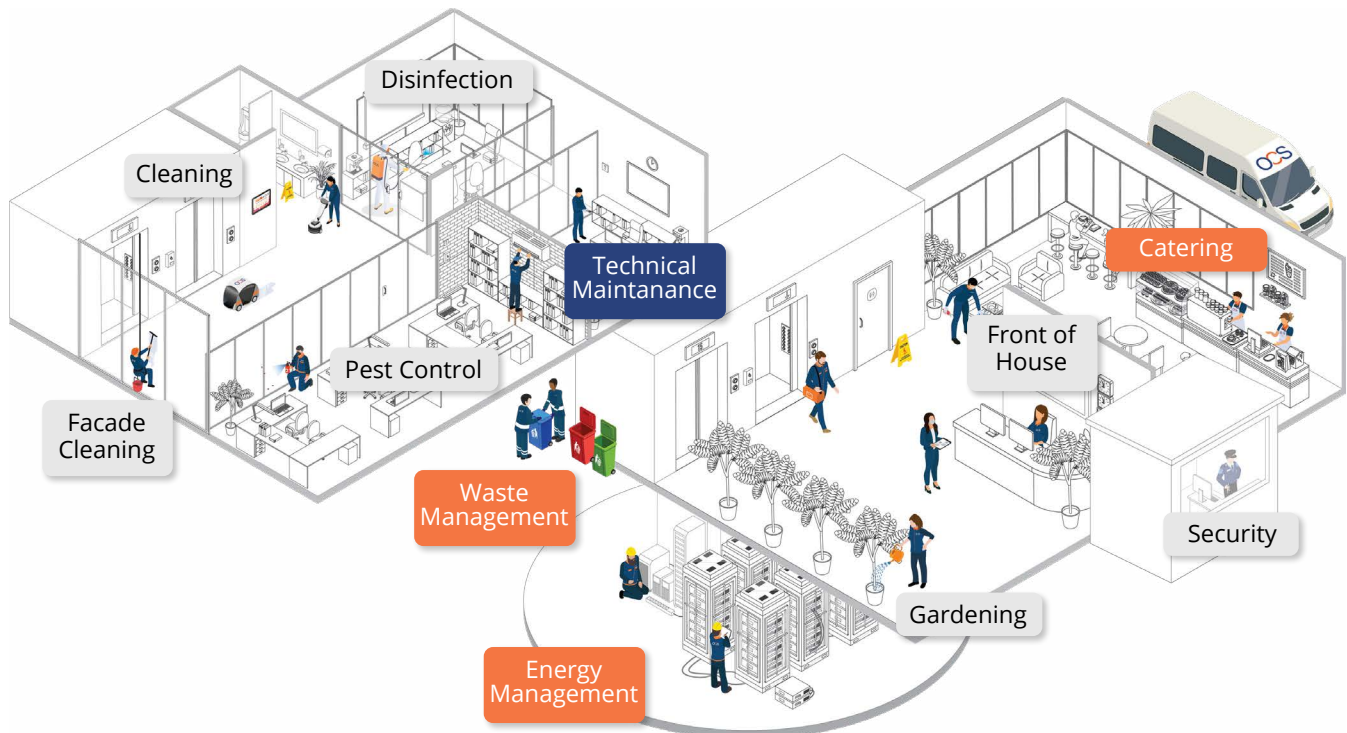 Disinfection
OCS
Cleaning
Catering
Technical
Maintanance
Front of
House
Pest Control
Facade
Cleaning
Waste
Management
Security
Gardening
Energy
Management